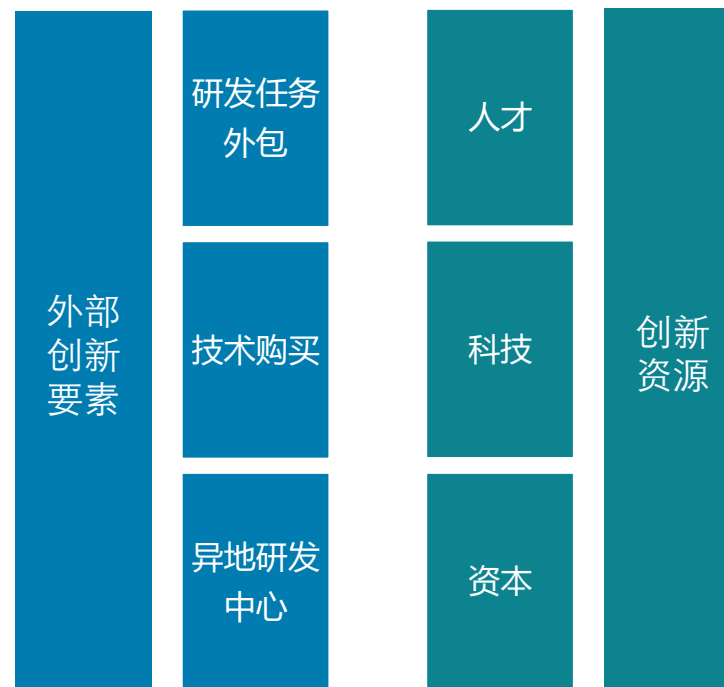 外部
创新
要素
研发任务
外包
技术购买
异地研发
中心
人才
科技
资本
创新
资源